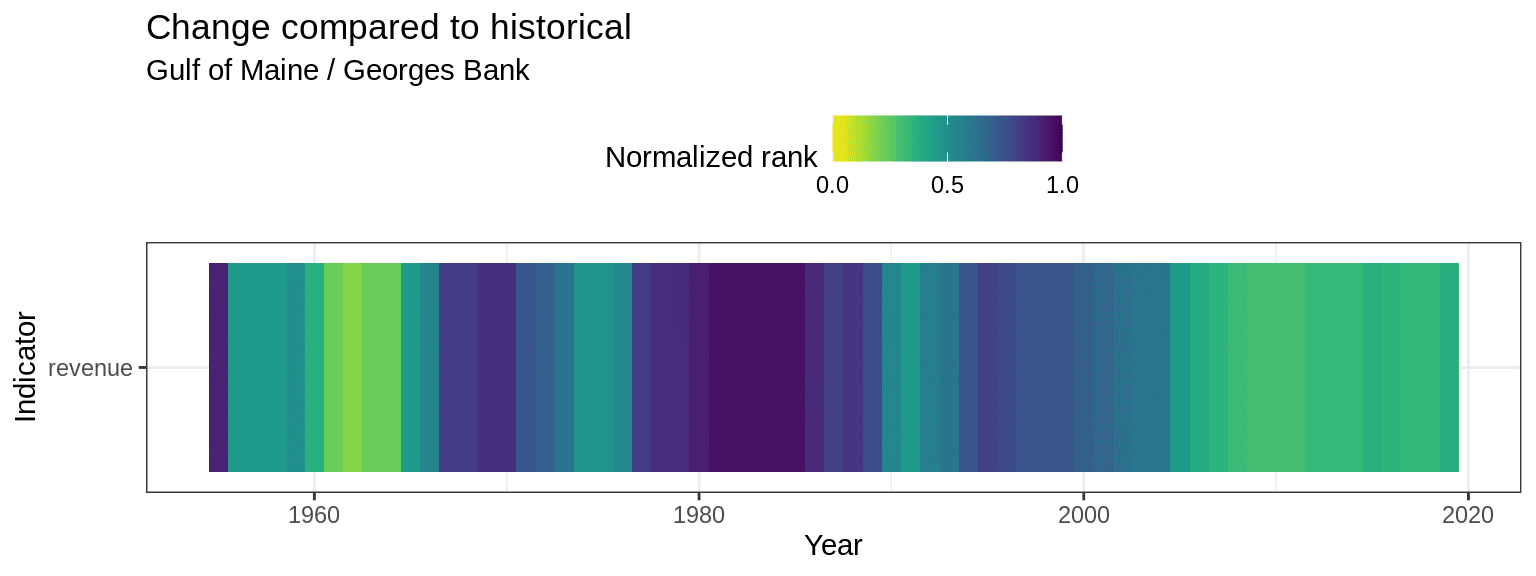 Change compared to historical
Gulf of Maine / Georges Bank
Normalized rank
0.0 0.5 1.0
Indicator
revenue
1960 1980 2000 2020
Year